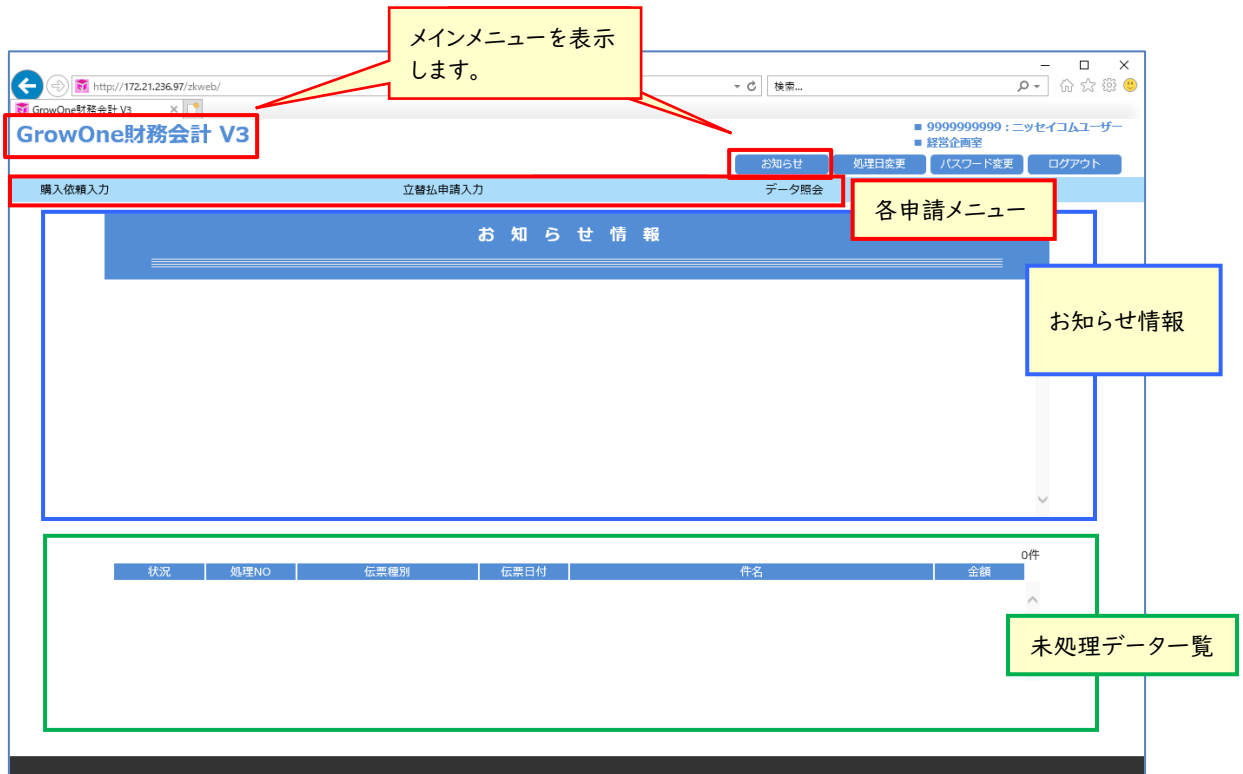 メインメニューを表示
します。
http://172.21.236.97/zkweb/
検索...
GrowOne財務会計 V3
GrowOne財務会計 V3
■ 9999999999：ニッセイコムユーザー
■ 経営企画室
お知らせ 処理日変更 パスワード変更 ログアウト
購入依頼入力 立替払申請入力 データ照会
各申請メニュー
お知らせ情報
お知らせ情報
0件
状況 処理NO 伝票種別 伝票日付 件名 金額
未処理データ一覧